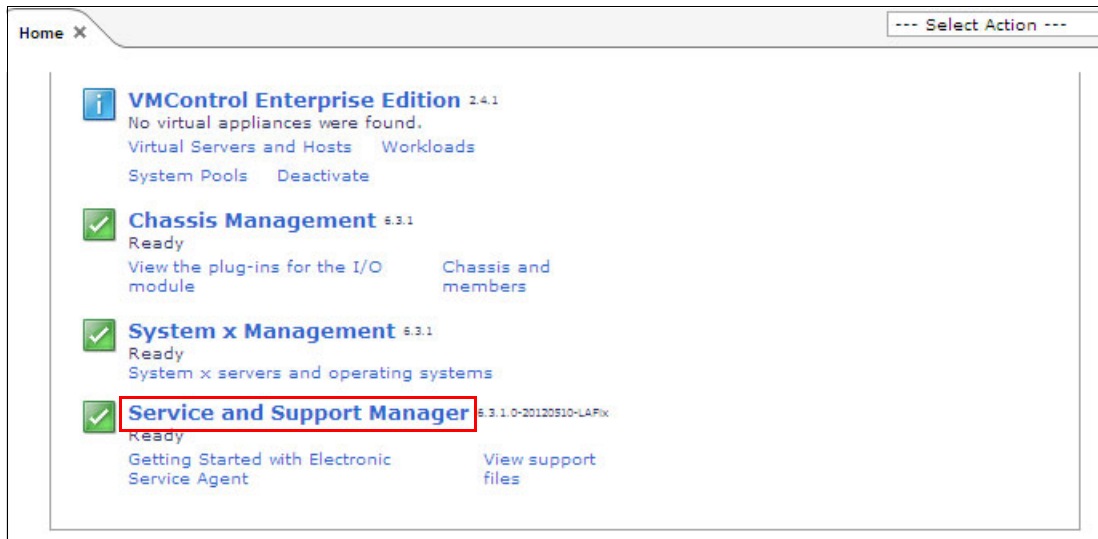 Home
--- Select Action ---
VMControl Enterprise Edition 2.4.1
No virtual appliances were found.
Virtual Servers and Hosts Workloads
System Pools Deactivate
Chassis Management 6.3.1
Ready
View the plug-ins for the I/O module
Chassis and members
System x Management 6.3.1
Ready
System x servers and operating systems
Service and Support Manager 6.3.1.0-20120510-LAFix
Ready
Getting Started with Electronic Service Agent
View support files